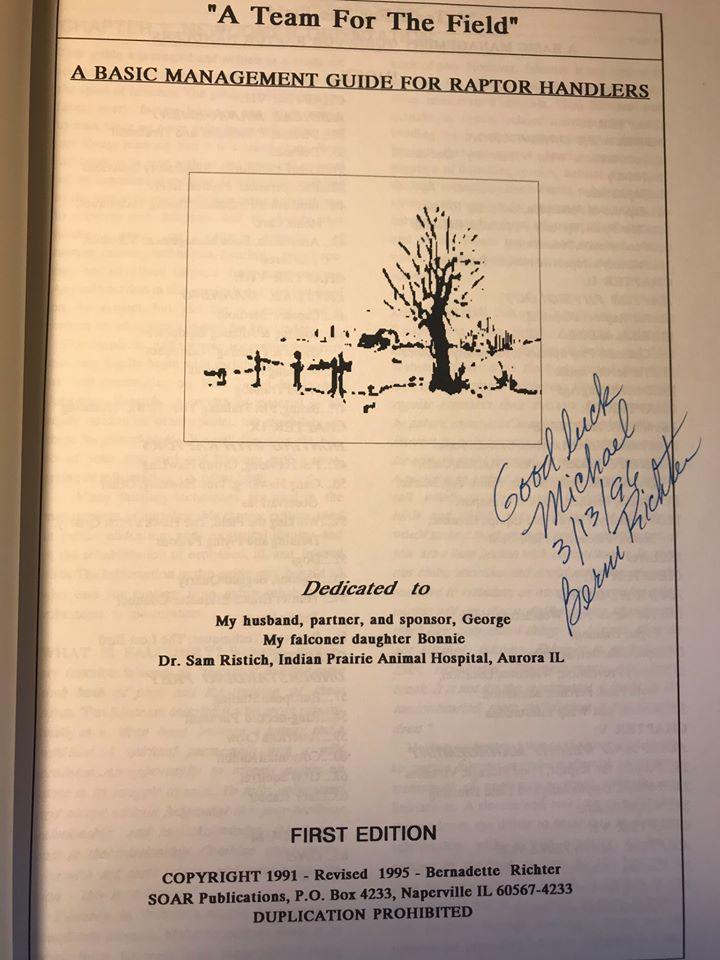 "A Team For The Field"
A BASIC MANAGEMENT GUIDE FOR RAPTOR HANDLERS
Good luck
Michael
3/13/96
Berni Richter
Dedicated to
My husband, partner, and sponsor, George
My falconer daughter Bonnie
Dr. Sam Ristich, Indian Prairie Animal Hospital, Aurora IL
FIRST EDITION
COPYRIGHT 1991 - Revised 1995 - Bernadette Richter
SOAR Publications, P.O. Box 4233, Naperville IL 60567-4233
DUPLICATION PROHIBITED